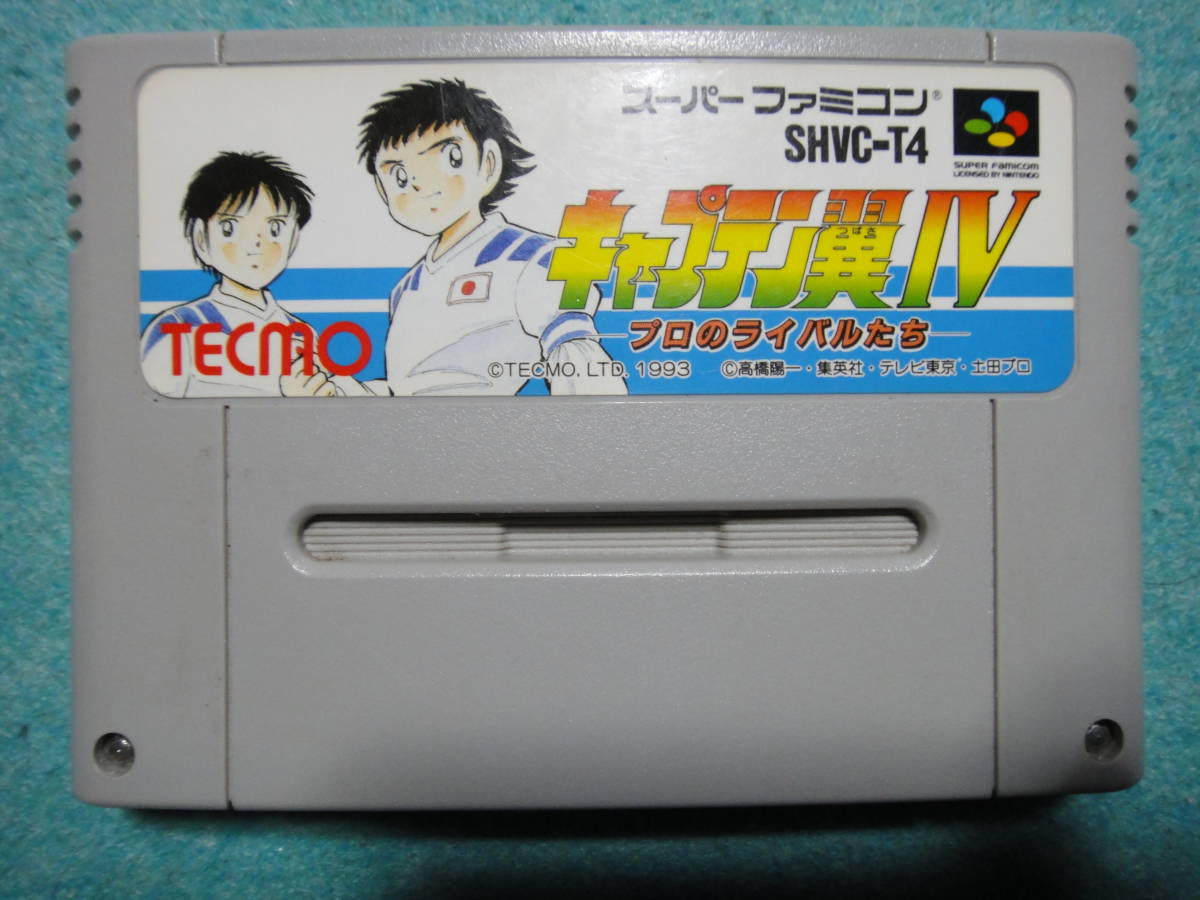 スーパーファミコン®
SHVC-T4
SUPER FAMICOM
LICENSED BY NINTENDO
キャプテン翼IV
つばさ
プロのライバルたち
TECMO
©TECMO, LTD. 1993 ©高橋陽一・集英社・テレビ東京・土田プロ